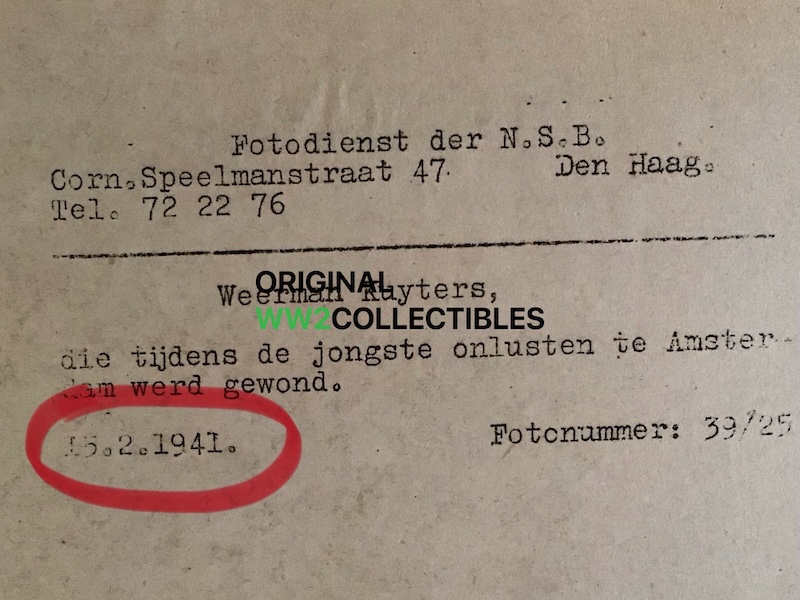 Fotodienst der N.S.B.
Corn.Speelmanstraat 47. Den Haag.
Tel. 72 22 76
Weerman Kuyters,
ORIGINAL
WW2COLLECTIBLES
die tijdens de jongste onlusten te Amster-
dam werd gewond.
15.2.1941. Fotonummer: 39/25